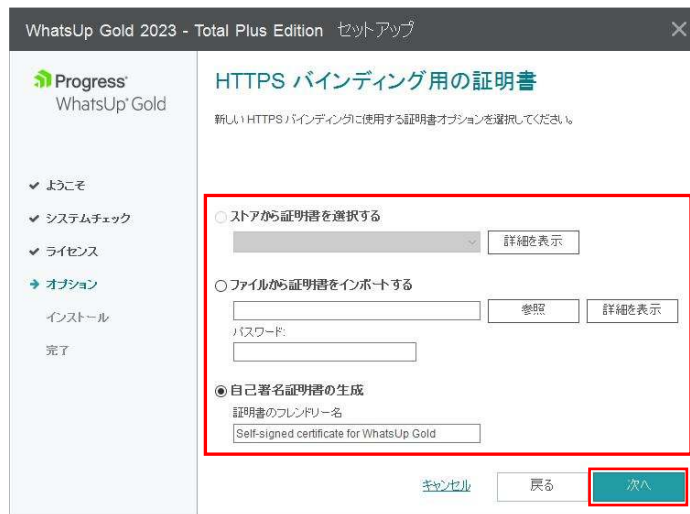 WhatsUp Gold 2023 - Total Plus Edition セットアップ
Progress
WhatsUp Gold
HTTPS バインディング用の証明書
新しい HTTPS バインディングに使用する証明書オプションを選択してください。
ようこそ
システムチェック
ライセンス
オプション
インストール
完了
ストアから証明書を選択する
詳細を表示
ファイルから証明書をインポートする
参照
詳細を表示
パスワード:
自己署名証明書の生成
証明書のフレンドリー名
Self-signed certificate for WhatsUp Gold
キャンセル
戻る
次へ